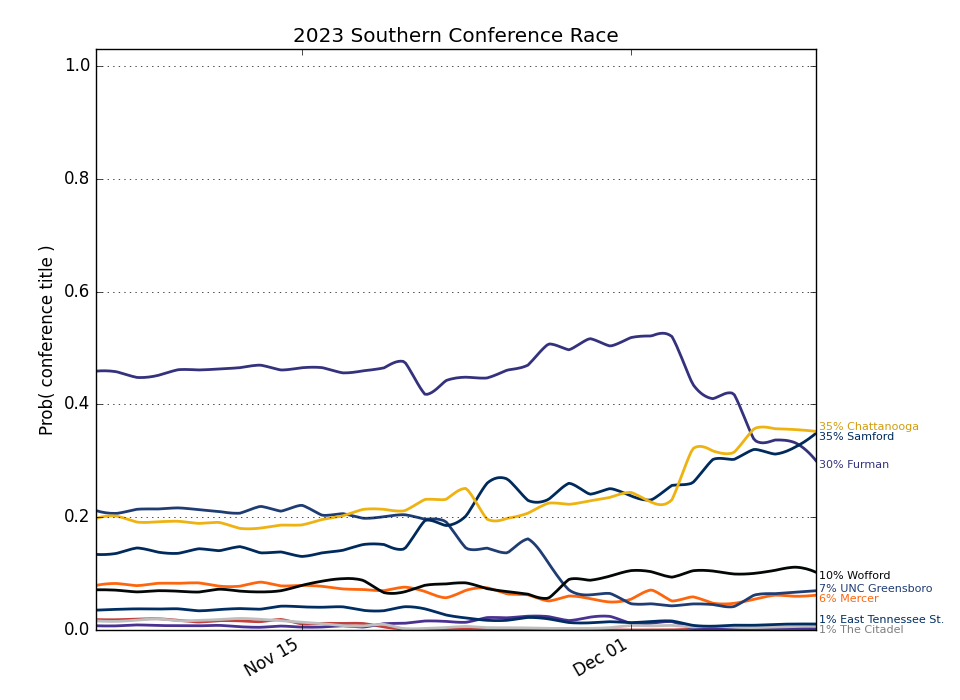 2023 Southern Conference Race
Prob( conference title )
1.0
0.8
0.6
0.4
0.2
0.0
Nov 15
Dec 01
35% Chattanooga
35% Samford
30% Furman
10% Wofford
7% UNC Greensboro
6% Mercer
1% East Tennessee St.
1% The Citadel